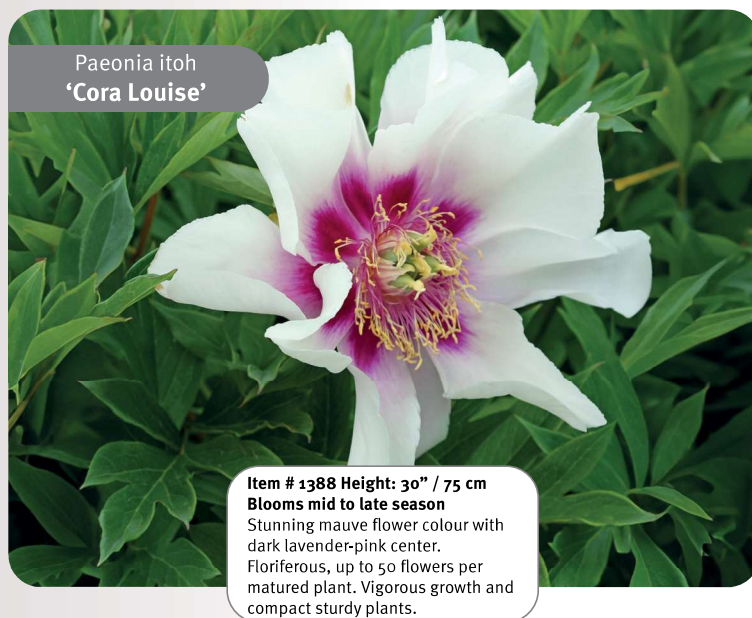 Paeonia itoh
‘Cora Louise’
Item # 1388 Height: 30” / 75 cm
Blooms mid to late season
Stunning mauve flower colour with
dark lavender-pink center.
Floriferous, up to 50 flowers per
matured plant. Vigorous growth and
compact sturdy plants.